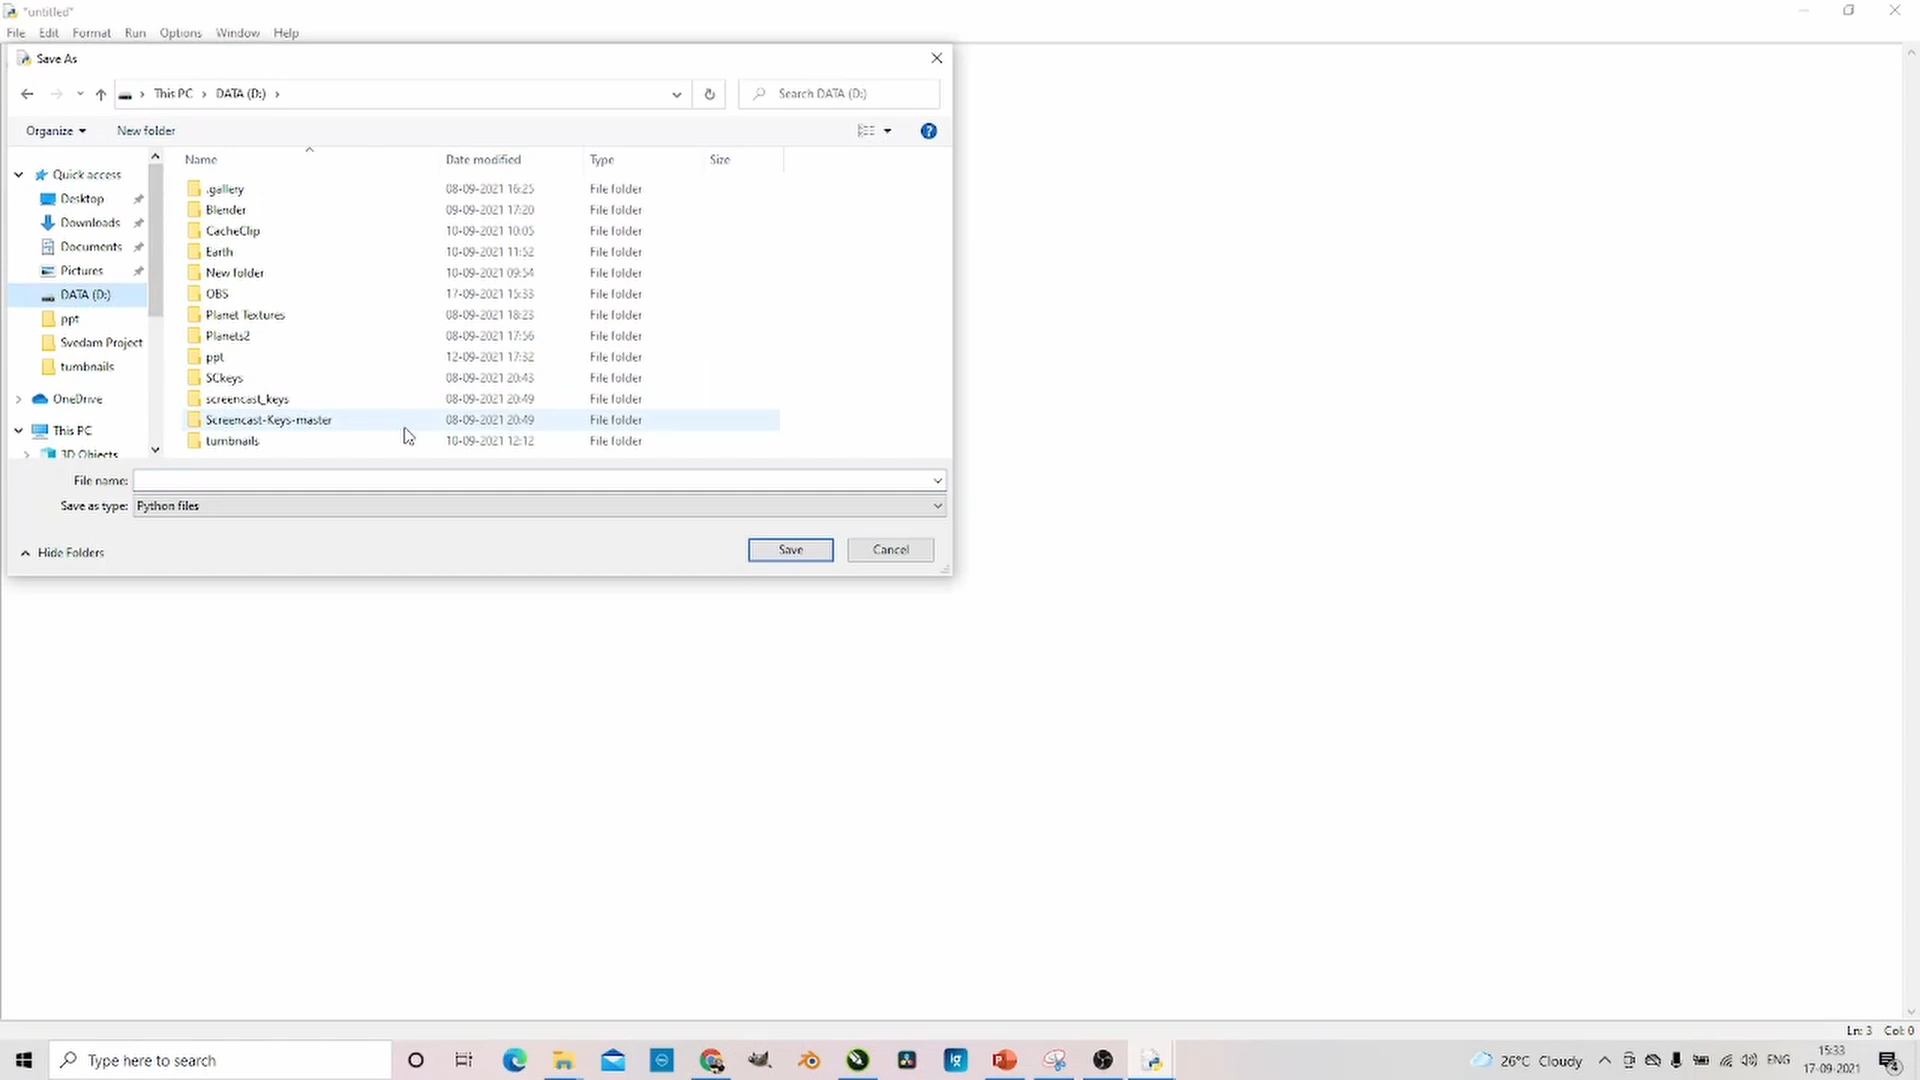 *untitled*
File Edit Format Run Options Window Help
Save As
This PC DATA (D:)
Search DATA (D:)
Organize New folder
Name Date modified Type Size
Quick access
Desktop
Downloads
Documents
Pictures
DATA (D:)
ppt
Svedam Project
tumbnails
OneDrive
This PC
3D Objects
.gallery 08-09-2021 16:25 File folder
Blender 09-09-2021 17:20 File folder
CacheClip 10-09-2021 10:05 File folder
Earth 10-09-2021 11:52 File folder
New folder 10-09-2021 09:54 File folder
OBS 17-09-2021 15:33 File folder
Planet Textures 08-09-2021 18:23 File folder
Planets2 08-09-2021 17:56 File folder
ppt 12-09-2021 17:32 File folder
SCkeys 08-09-2021 20:43 File folder
screencast_keys 08-09-2021 20:49 File folder
Screencast-Keys-master 08-09-2021 20:49 File folder
tumbnails 10-09-2021 12:12 File folder
File name:
Save as type: Python files
Hide Folders
Save Cancel
Ln: 3 Col: 0
Type here to search
26°C Cloudy
ENG
15:33
17-09-2021